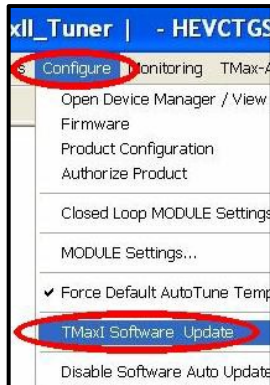 xII_Tuner | - HEVCTGS
s Configure Monitoring TMax-A
Open Device Manager / View
Firmware
Product Configuration
Authorize Product
Closed Loop MODULE Settings
MODULE Settings...
✔ Force Default AutoTune Temp
TMaxI Software Update
Disable Software Auto Update